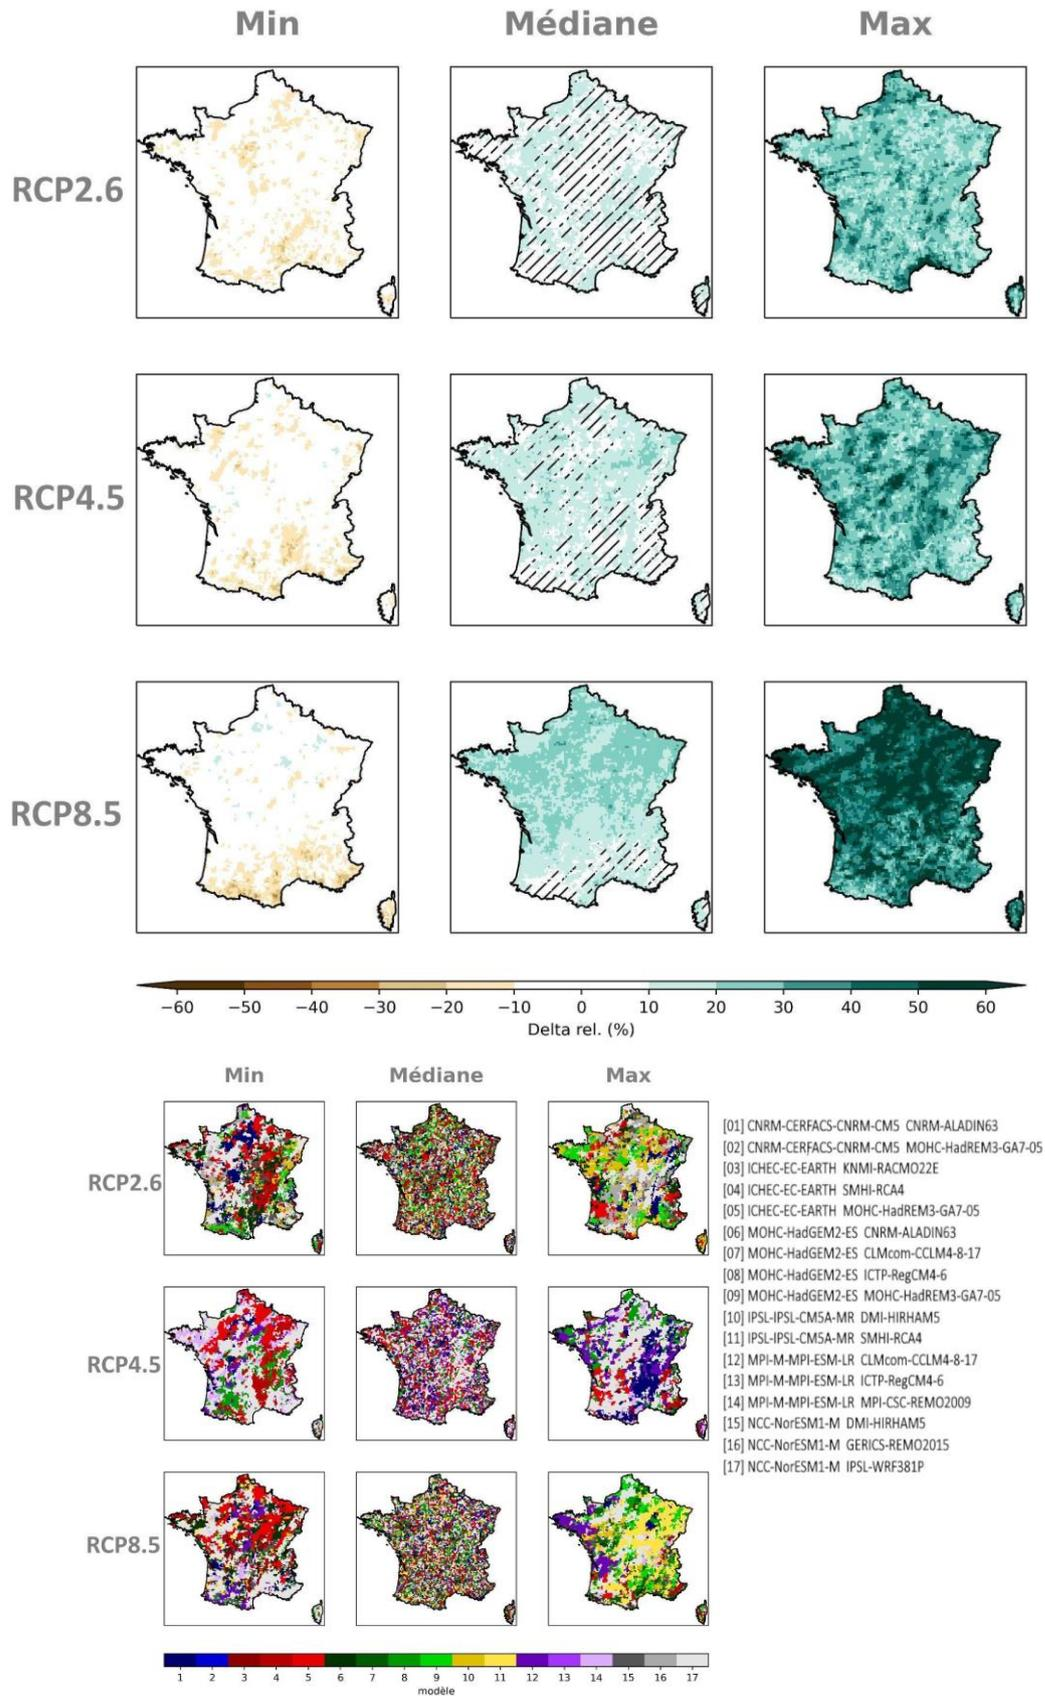 Min Médiane Max
RCP2.6
RCP4.5
RCP8.5
−60 −50 −40 −30 −20 −10 0 10 20 30 40 50 60
Delta rel. (%)
Min Médiane Max
RCP2.6
RCP4.5
RCP8.5
[01] CNRM-CERFACS-CNRM-CM5 CNRM-ALADIN63
[02] CNRM-CERFACS-CNRM-CM5 MOHC-HadREM3-GA7-05
[03] ICHEC-EC-EARTH KNMI-RACMO22E
[04] ICHEC-EC-EARTH SMHI-RCA4
[05] ICHEC-EC-EARTH MOHC-HadREM3-GA7-05
[06] MOHC-HadGEM2-ES CNRM-ALADIN63
[07] MOHC-HadGEM2-ES CLMcom-CCLM4-8-17
[08] MOHC-HadGEM2-ES ICTP-RegCM4-6
[09] MOHC-HadGEM2-ES MOHC-HadREM3-GA7-05
[10] IPSL-IPSL-CM5A-MR DMI-HIRHAM5
[11] IPSL-IPSL-CM5A-MR SMHI-RCA4
[12] MPI-M-MPI-ESM-LR CLMcom-CCLM4-8-17
[13] MPI-M-MPI-ESM-LR ICTP-RegCM4-6
[14] MPI-M-MPI-ESM-LR MPI-CSC-REMO2009
[15] NCC-NorESM1-M DMI-HIRHAM5
[16] NCC-NorESM1-M GERICS-REMO2015
[17] NCC-NorESM1-M IPSL-WRF381P
1 2 3 4 5 6 7 8 9 10 11 12 13 14 15 16 17
modèle